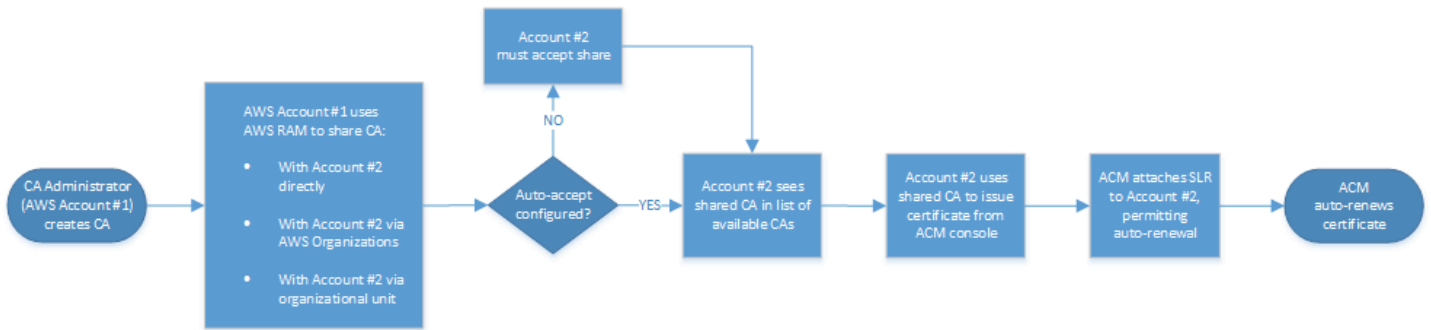 CA Administrator
(AWS Account #1)
creates CA
AWS Account #1 uses
AWS RAM to share CA:
• With Account #2
directly
• With Account #2 via
AWS Organizations
• With Account #2 via
organizational unit
Auto-accept
configured?
NO
Account #2
must accept share
YES
Account #2 sees
shared CA in list of
available CAs
Account #2 uses
shared CA to issue
certificate from
ACM console
ACM attaches SLR
to Account #2,
permitting
auto-renewal
ACM
auto-renews
certificate